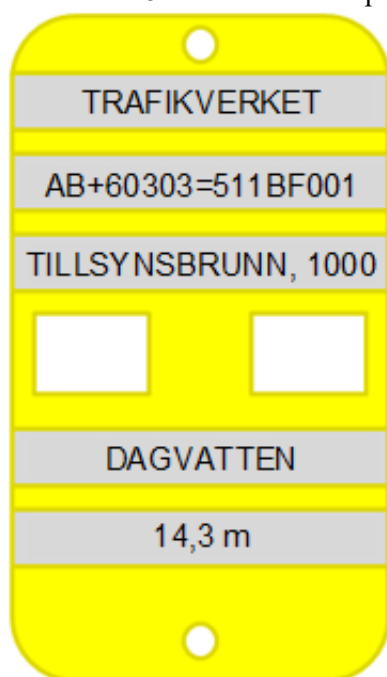 TRAFIKVERKET
AB+60303=511BF001
TILLSYNSBRUNN, 1000
DAGVATTEN
14,3 m